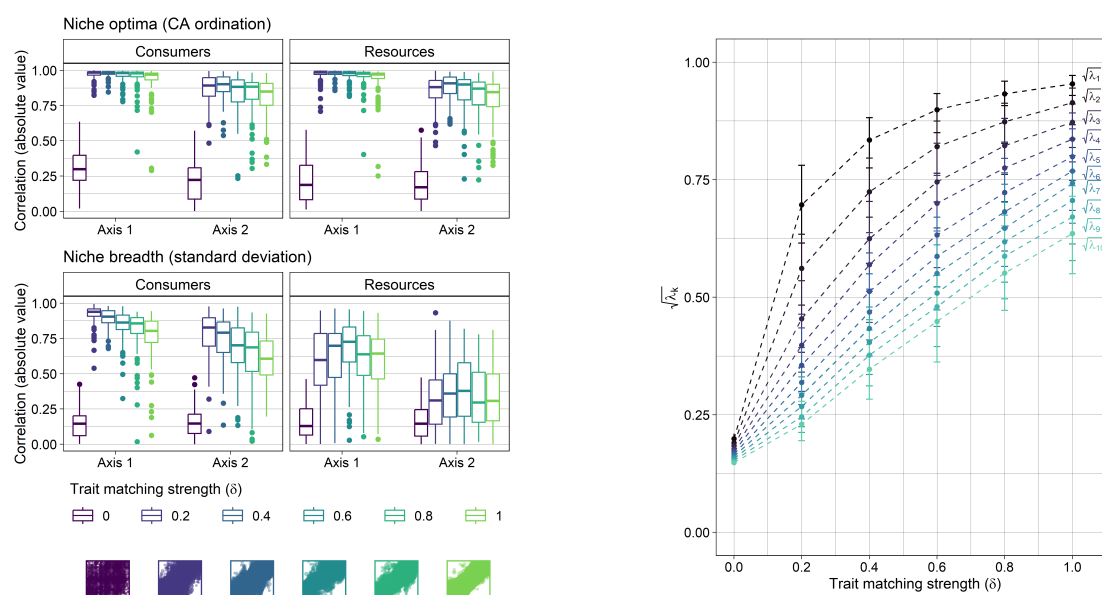 Niche optima (CA ordination)
Consumers
Resources
Correlation (absolute value)
1.00
0.75
0.50
0.25
0.00
Axis 1
Axis 2
Axis 1
Axis 2
Niche breadth (standard deviation)
Consumers
Resources
Correlation (absolute value)
1.00
0.75
0.50
0.25
0.00
Axis 1
Axis 2
Axis 1
Axis 2
Trait matching strength (δ)
0
0.2
0.4
0.6
0.8
1
√λk
1.00
0.75
0.50
0.25
0.00
0.0
0.2
0.4
0.6
0.8
1.0
Trait matching strength (δ)
√λ1
√λ2
√λ3
√λ4
√λ5
√λ6
√λ7
√λ8
√λ9
√λ10